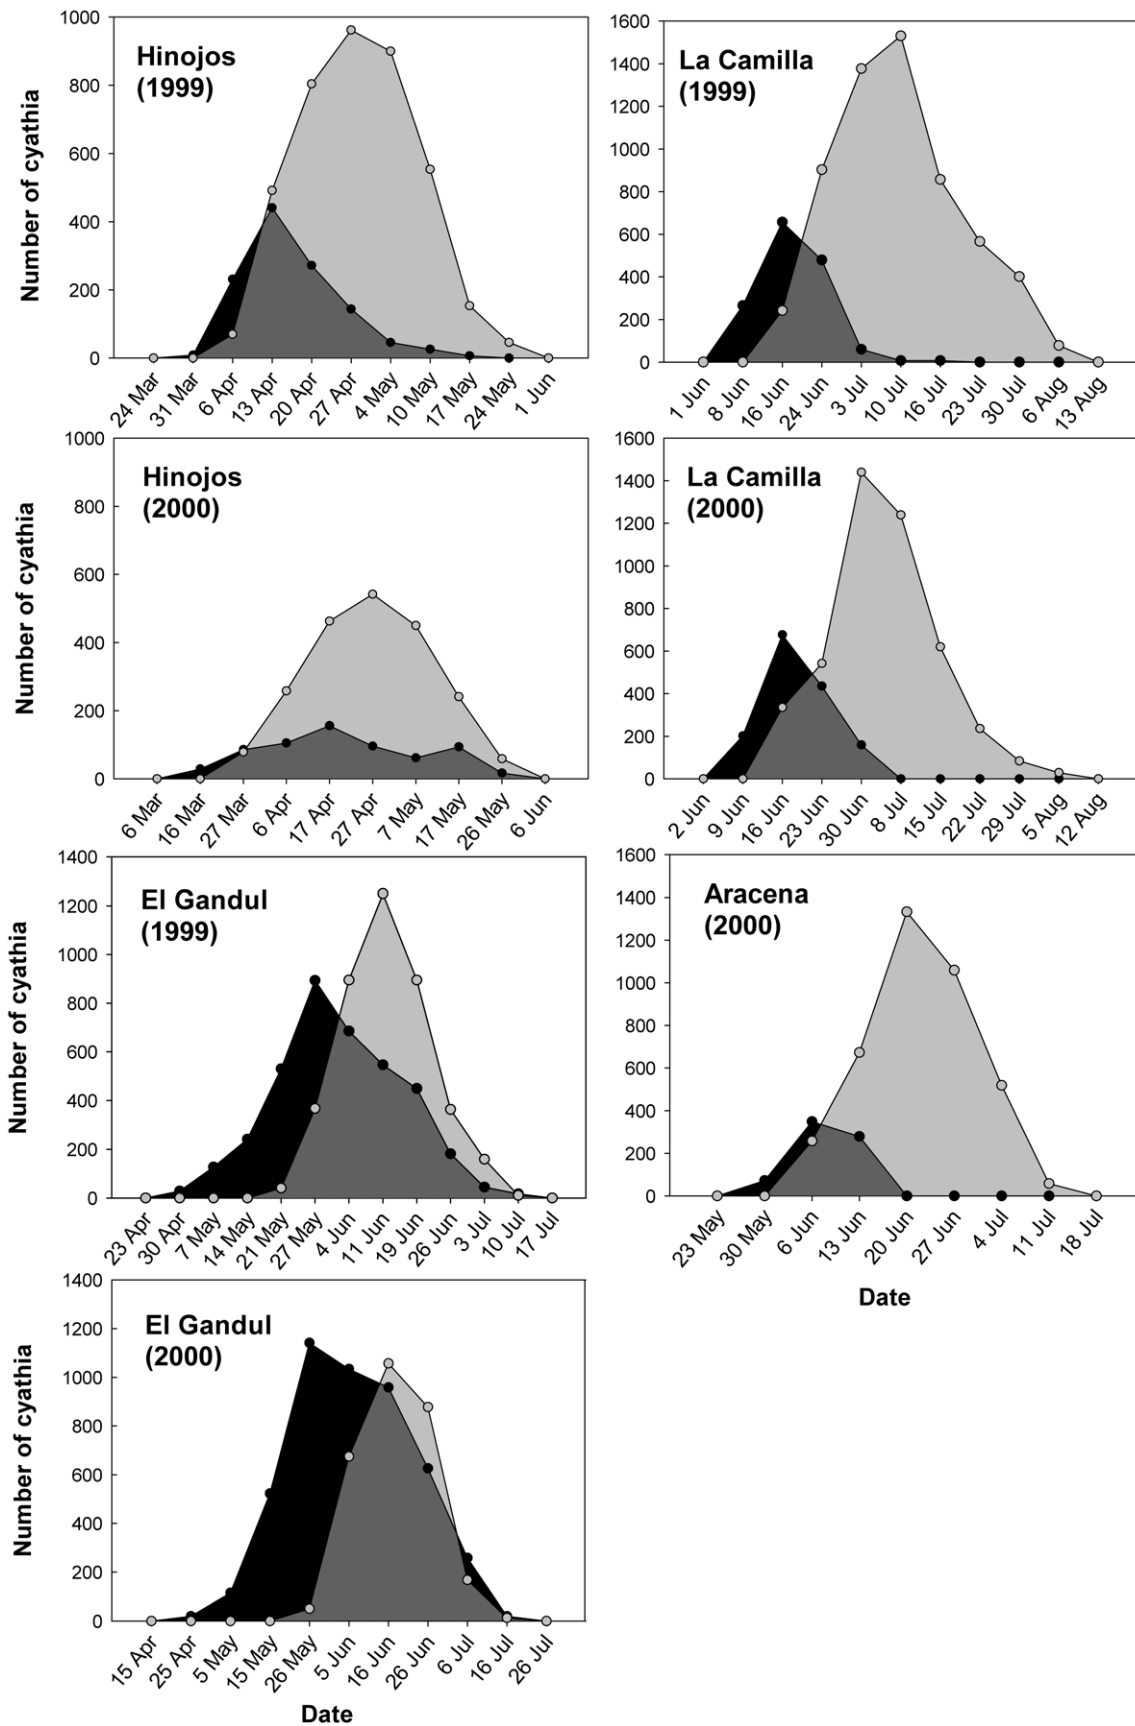 Hinojos
(1999)
Number of cyathia
1000
800
600
400
200
0
24 Mar
31 Mar
6 Apr
13 Apr
20 Apr
27 Apr
4 May
10 May
17 May
24 May
1 Jun
La Camilla
(1999)
1600
1400
1200
1000
800
600
400
200
0
1 Jun
8 Jun
16 Jun
24 Jun
3 Jul
10 Jul
16 Jul
23 Jul
30 Jul
6 Aug
13 Aug
Hinojos
(2000)
Number of cyathia
1000
800
600
400
200
0
6 Mar
16 Mar
27 Mar
6 Apr
17 Apr
27 Apr
7 May
17 May
26 May
6 Jun
La Camilla
(2000)
1600
1400
1200
1000
800
600
400
200
0
2 Jun
9 Jun
16 Jun
23 Jun
30 Jun
8 Jul
15 Jul
22 Jul
29 Jul
5 Aug
12 Aug
El Gandul
(1999)
Number of cyathia
1400
1200
1000
800
600
400
200
0
23 Apr
30 Apr
7 May
14 May
21 May
27 May
4 Jun
11 Jun
19 Jun
26 Jun
3 Jul
10 Jul
17 Jul
Aracena
(2000)
1600
1400
1200
1000
800
600
400
200
0
23 May
30 May
6 Jun
13 Jun
20 Jun
27 Jun
4 Jul
11 Jul
18 Jul
Date
El Gandul
(2000)
Number of cyathia
1400
1200
1000
800
600
400
200
0
15 Apr
25 Apr
5 May
15 May
26 May
5 Jun
16 Jun
26 Jun
6 Jul
16 Jul
26 Jul
Date